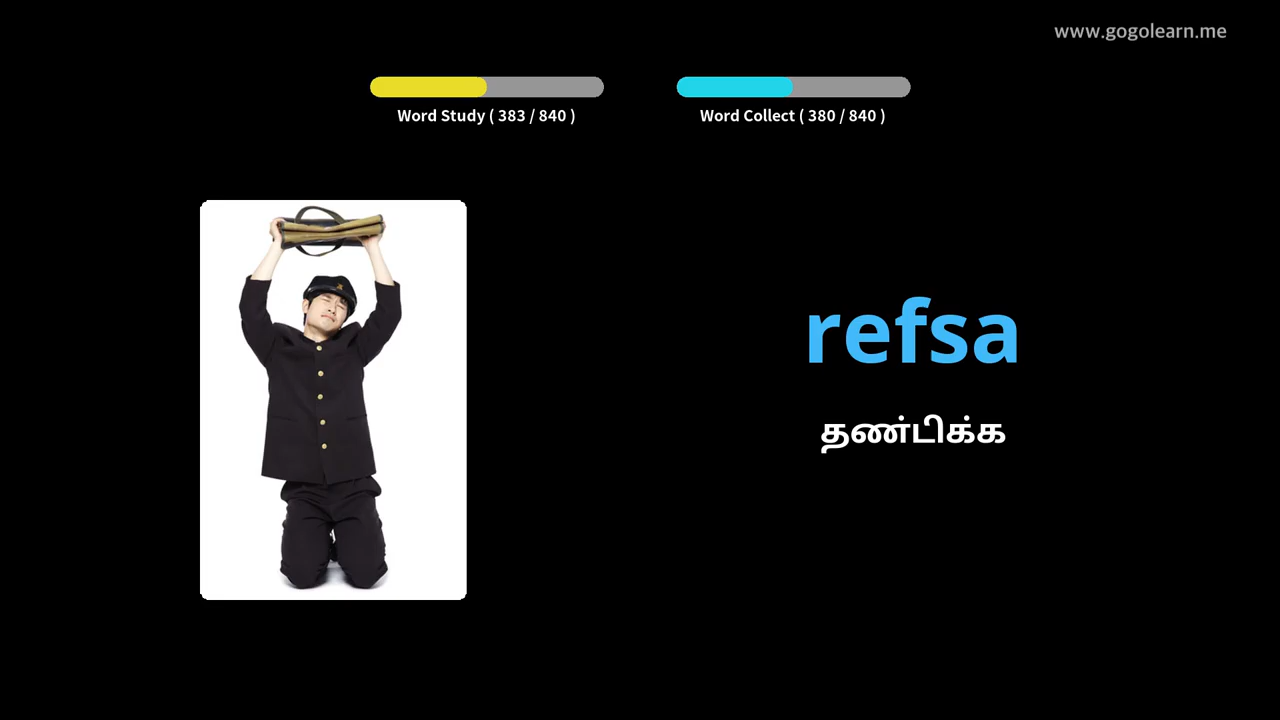 www.gogolearn.me
Word Study ( 383 / 840 )
Word Collect ( 380 / 840 )
refsa
தண்டிக்க